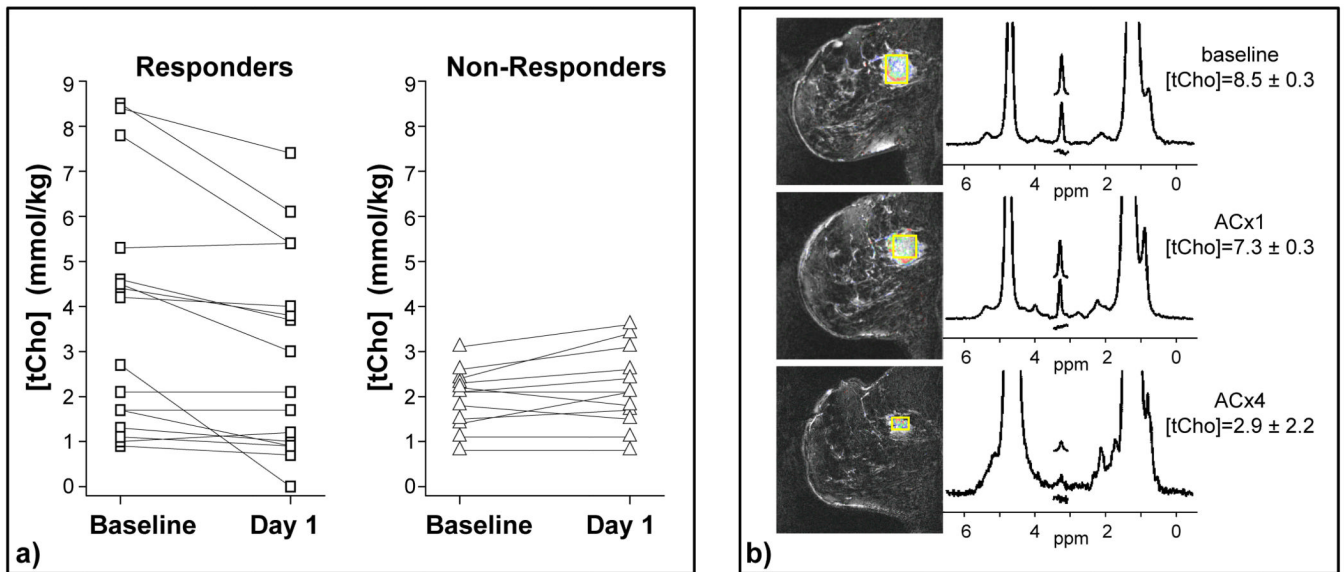 Responders
Non-Responders
[tCho] (mmol/kg)
9
8
7
6
5
4
3
2
1
0
Baseline
Day 1
[tCho] (mmol/kg)
9
8
7
6
5
4
3
2
1
0
Baseline
Day 1
a)
baseline
[tCho]=8.5 ± 0.3
6 4 2 0
ppm
ACx1
[tCho]=7.3 ± 0.3
6 4 2 0
ppm
ACx4
[tCho]=2.9 ± 2.2
6 4 2 0
ppm
b)